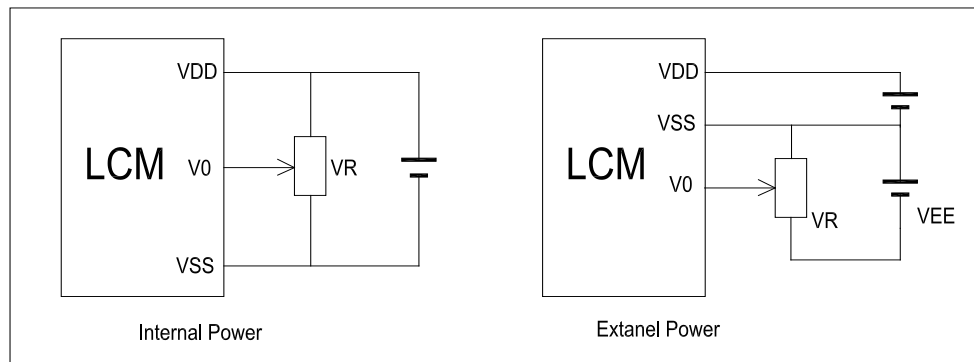 VDD
LCM
V0
VR
VSS
Internal Power
VDD
VSS
LCM
V0
VR
VEE
Extanel Power